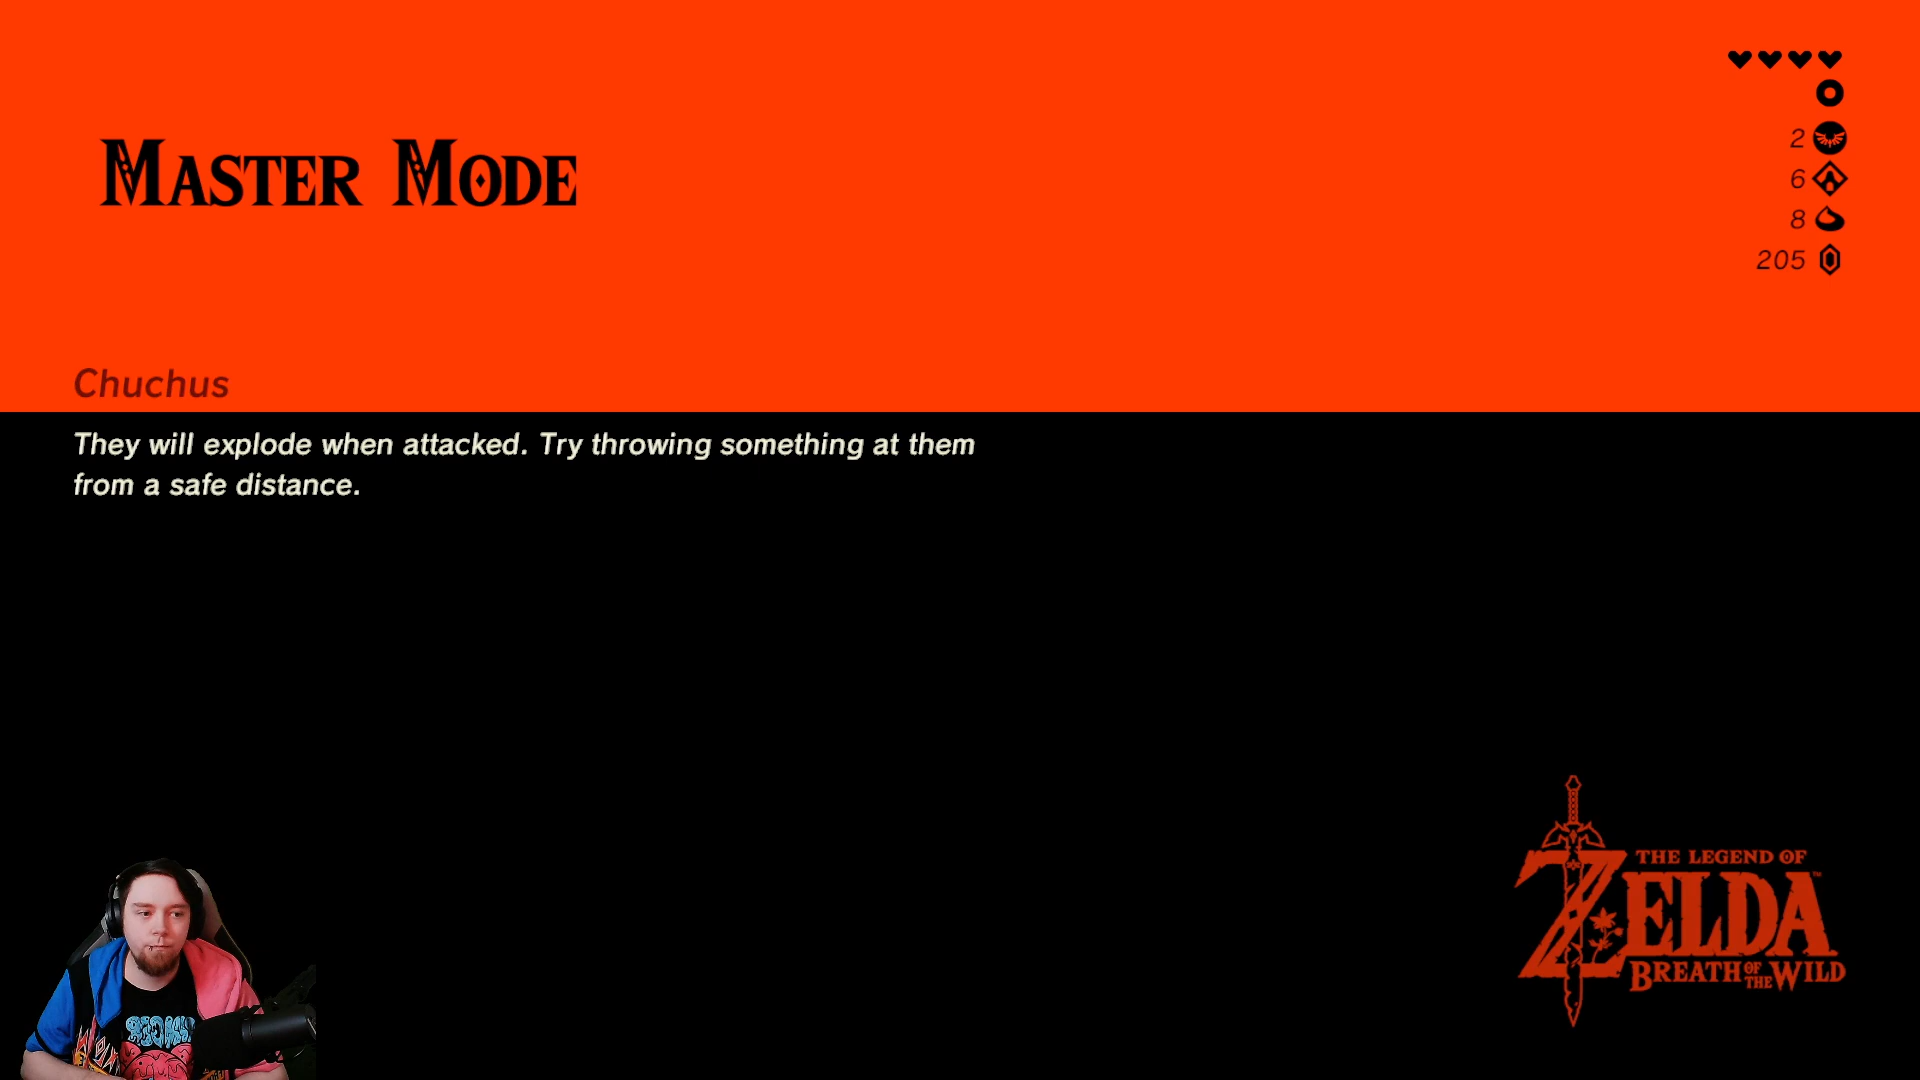 MASTER MODE
2
6
8
205
Chuchus
They will explode when attacked. Try throwing something at them
from a safe distance.
THE LEGEND OF
ZELDA™
BREATH OF THE WILD